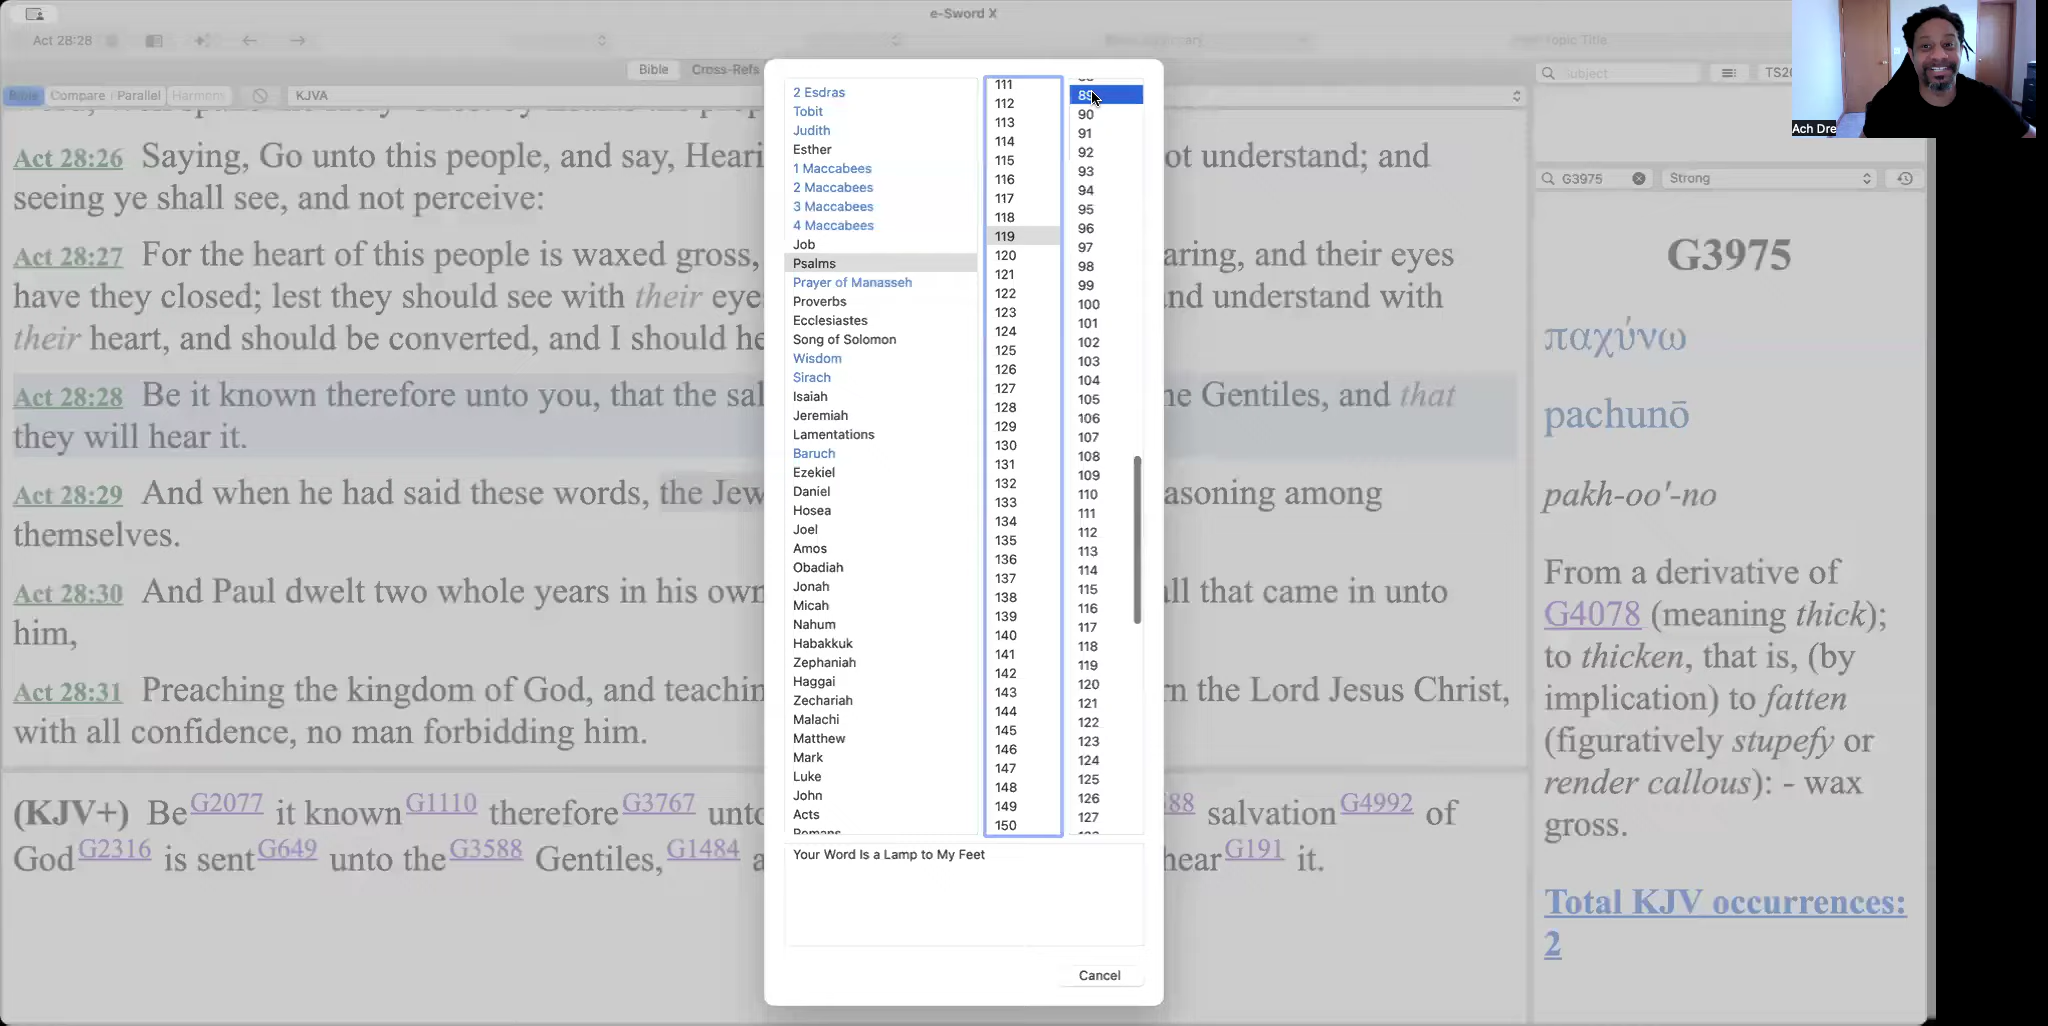 e-Sword X
Act 28:28
Topic Title
Bible
Cross-Refs
Bible
Compare
Parallel
Harmony
KJVA
Act 28:26 Saying, Go unto this people, and say, Heari ot understand; and
seeing ye shall see, and not perceive:
Act 28:27 For the heart of this people is waxed gross, aring, and their eyes
have they closed; lest they should see with their eye nd understand with
their heart, and should be converted, and I should he
Act 28:28 Be it known therefore unto you, that the sal he Gentiles, and that
they will hear it.
Act 28:29 And when he had said these words, the Jew asoning among
themselves.
Act 28:30 And Paul dwelt two whole years in his own all that came in unto
him,
Act 28:31 Preaching the kingdom of God, and teachin rn the Lord Jesus Christ,
with all confidence, no man forbidding him.
(KJV+) Be G2077 it known G1110 therefore G3767 unto 88 salvation G4992 of
God G2316 is sent G649 unto the G3588 Gentiles, G1484 a hear G191 it.
2 Esdras
Tobit
Judith
Esther
1 Maccabees
2 Maccabees
3 Maccabees
4 Maccabees
Job
Psalms
Prayer of Manasseh
Proverbs
Ecclesiastes
Song of Solomon
Wisdom
Sirach
Isaiah
Jeremiah
Lamentations
Baruch
Ezekiel
Daniel
Hosea
Joel
Amos
Obadiah
Jonah
Micah
Nahum
Habakkuk
Zephaniah
Haggai
Zechariah
Malachi
Matthew
Mark
Luke
John
Acts
Romans
111
112
113
114
115
116
117
118
119
120
121
122
123
124
125
126
127
128
129
130
131
132
133
134
135
136
137
138
139
140
141
142
143
144
145
146
147
148
149
150
89
90
91
92
93
94
95
96
97
98
99
100
101
102
103
104
105
106
107
108
109
110
111
112
113
114
115
116
117
118
119
120
121
122
123
124
125
126
127
Your Word Is a Lamp to My Feet
Cancel
Subject
G3975
Strong
G3975
παχύνω
pachunō
pakh-oo'-no
From a derivative of
G4078 (meaning thick);
to thicken, that is, (by
implication) to fatten
(figuratively stupefy or
render callous): - wax
gross.
Total KJV occurrences:
2
Ach Dre